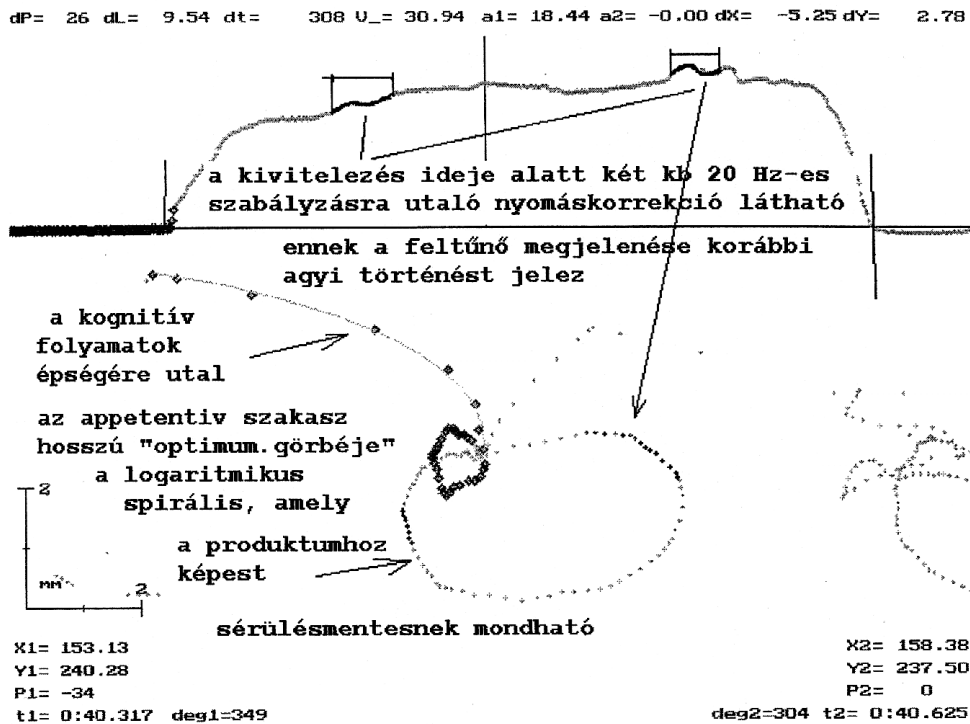 dP= 26 dL= 9.54 dt= 308 V_= 30.94 a1= 18.44 a2= -0.00 dX= -5.25 dY= 2.78
a kivitelezés ideje alatt két kb 20 Hz-es
szabályzásra utaló nyomáskorrekció látható
ennek a feltűnő megjelenése korábbi
agyi történést jelez
a kognitív
folyamatok
épségére utal
az appetentiv szakasz
hosszú "optimum.görbéje"
a logaritmikus
spirális, amely
2
a produktumhoz
képest
MM
2
sérülésmentesnek mondható
X1= 153.13
Y1= 240.28
P1= -34
t1= 0:40.317 deg1=349
X2= 158.38
Y2= 237.50
P2= 0
deg2=304 t2= 0:40.625